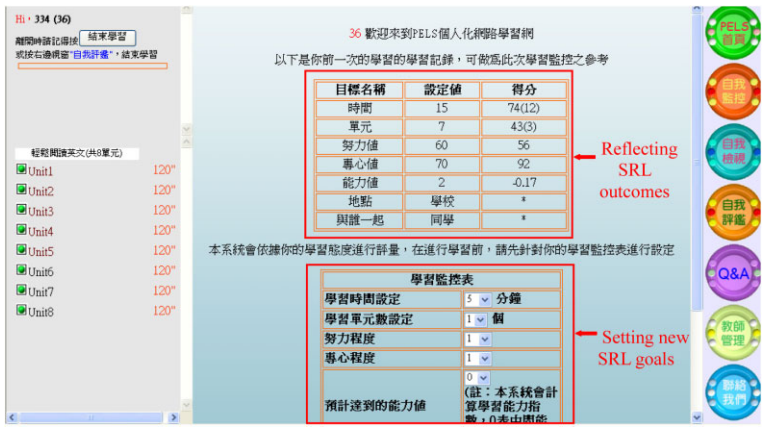 Hi，334 (36)
離開時請記得按 結束學習
或按右邊視窗"自我評鑑"，結束學習
輕鬆閱讀英文(共8單元)
Unit1 120"
Unit2 120"
Unit3 120"
Unit4 120"
Unit5 120"
Unit6 120"
Unit7 120"
Unit8 120"
36 歡迎來到PELS個人化網路學習網
以下是你前一次的學習的學習記錄，可做為此次學習監控之參考
目標名稱 設定值 得分
時間 15 74(12)
單元 7 43(3)
努力值 60 56
專心值 70 92
能力值 2 -0.17
地點 學校 *
與誰一起 同學 *
Reflecting
SRL
outcomes
本系統會依據你的學習態度進行評量，在進行學習前，請先針對你的學習監控表進行設定
學習監控表
學習時間設定 5 分鐘
學習單元數設定 1 個
努力程度 1
專心程度 1
預計達到的能力值 0
(註：本系統會計
算學習能力指
數，0表中間能
Setting new
SRL goals
PELS
首頁
自我
監控
自我
檢視
自我
評鑑
Q&A
教師
管理
聯絡
我們